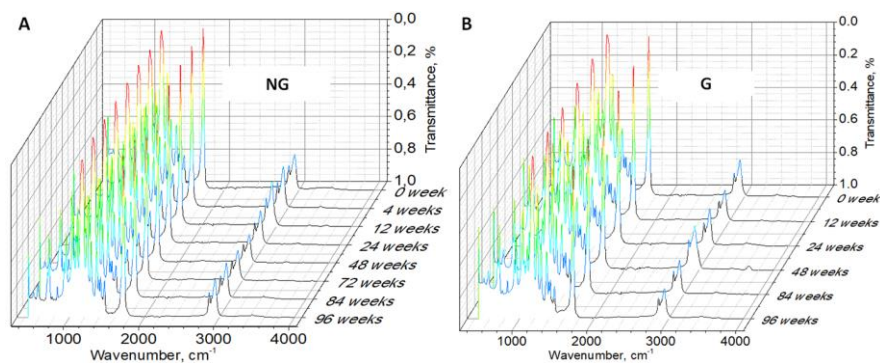 A
NG
0,0
0,2
0,4
0,6
0,8
1,0
Transmittance, %
0 week
4 weeks
12 weeks
24 weeks
48 weeks
72 weeks
84 weeks
96 weeks
1000 2000 3000 4000
Wavenumber, cm-1
B
G
0.0
0.2
0.4
0.6
0.8
1.0
Transmittance, %
0 week
12 weeks
24 weeks
48 weeks
84 weeks
96 weeks
1000 2000 3000 4000
Wavenumber, cm-1